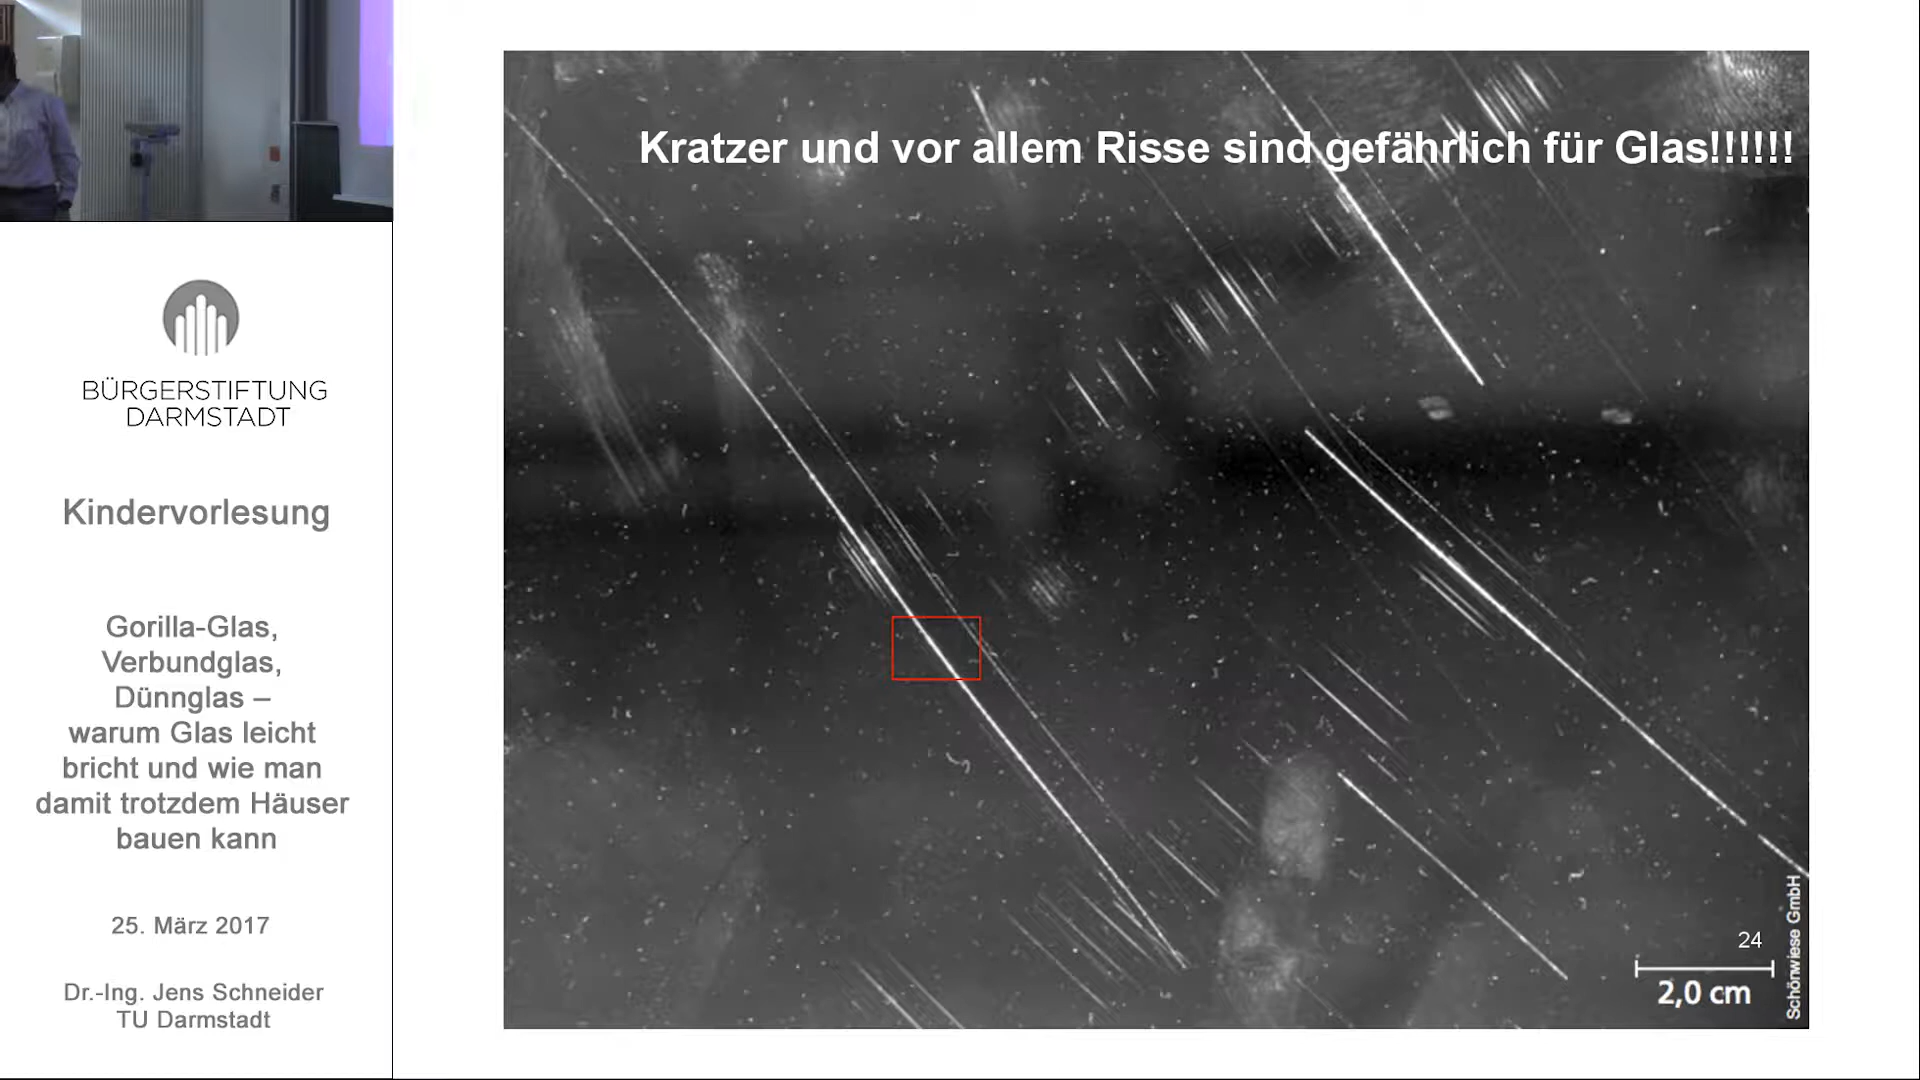 BÜRGERSTIFTUNG
DARMSTADT
Kindervorlesung
Gorilla-Glas,
Verbundglas,
Dünnglas –
warum Glas leicht
bricht und wie man
damit trotzdem Häuser
bauen kann
25. März 2017
Dr.-Ing. Jens Schneider
TU Darmstadt
Kratzer und vor allem Risse sind gefährlich für Glas!!!!!!
24
2,0 cm
Schönwiese GmbH